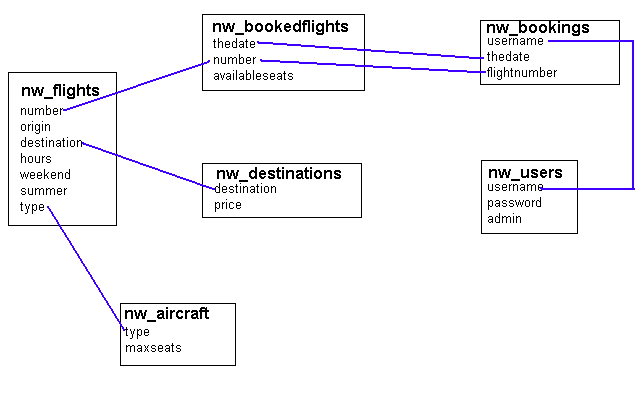 nw_bookedflights
thedate
number
availableseats
nw_bookings
username
thedate
flightnumber
nw_flights
number
origin
destination
hours
weekend
summer
type
nw_destinations
destination
price
nw_users
username
password
admin
nw_aircraft
type
maxseats